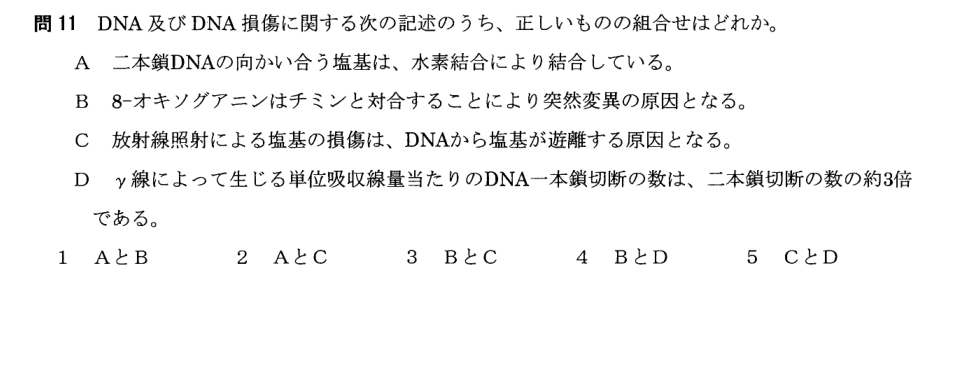 問 11　DNA 及び DNA 損傷に関する次の記述のうち、正しいものの組合せはどれか。
A　二本鎖DNAの向かい合う塩基は、水素結合により結合している。
B　8-オキソグアニンはチミンと対合することにより突然変異の原因となる。
C　放射線照射による塩基の損傷は、DNAから塩基が遊離する原因となる。
D　γ線によって生じる単位吸収線量当たりのDNA一本鎖切断の数は、二本鎖切断の数の約3倍
である。
1　AとB　2　AとC　3　BとC　4　BとD　5　CとD